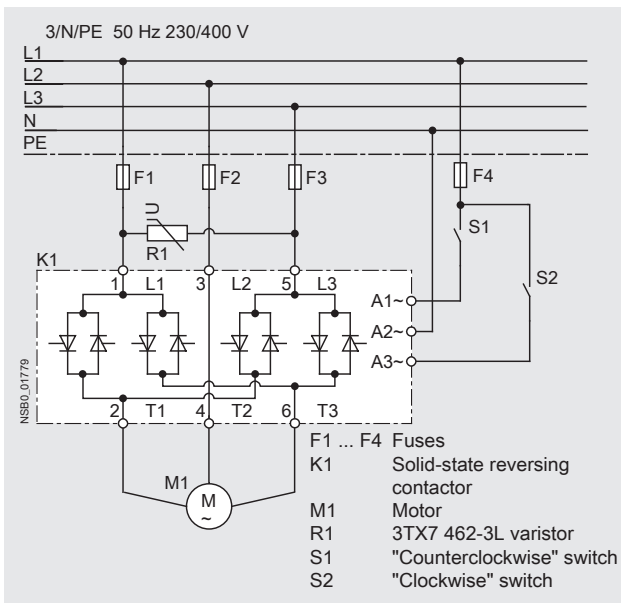 3/N/PE 50 Hz 230/400 V
L1
L2
L3
N
PE
F1 F2 F3 F4
U
R1
S1
S2
K1
1 L1 3 L2 5 L3
A1~
A2~
A3~
NSB0_01779
2 T1 4 T2 6 T3
M1
M
~
F1 ... F4 Fuses
K1 Solid-state reversing
contactor
M1 Motor
R1 3TX7 462-3L varistor
S1 "Counterclockwise" switch
S2 "Clockwise" switch